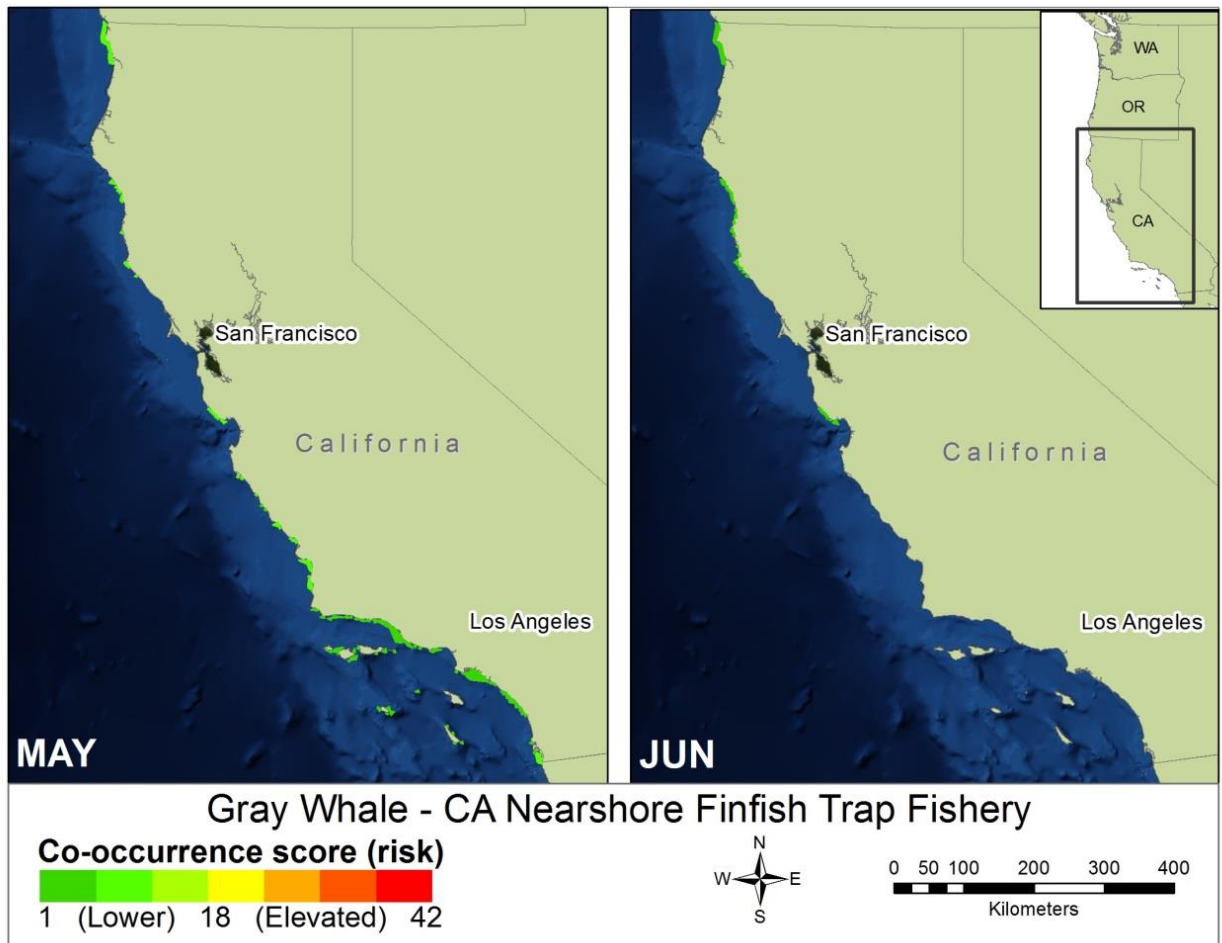 WA
OR
CA
San Francisco
California
Los Angeles
MAY
San Francisco
California
Los Angeles
JUN
Gray Whale - CA Nearshore Finfish Trap Fishery
Co-occurrence score (risk)
1 (Lower) 18 (Elevated) 42
N
W E
S
0 50 100 200 300 400
Kilometers